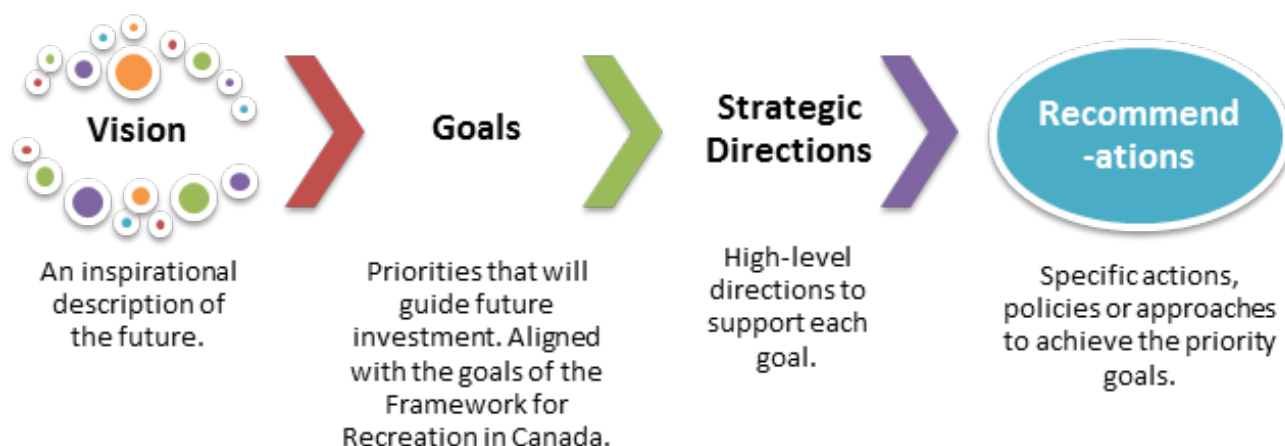 Vision
An inspirational
description of
the future.
Goals
Priorities that will
guide future
investment. Aligned
with the goals of the
Framework for
Recreation in Canada.
Strategic
Directions
High-level
directions to
support each
goal.
Recommend
-ations
Specific actions,
policies or approaches
to achieve the priority
goals.